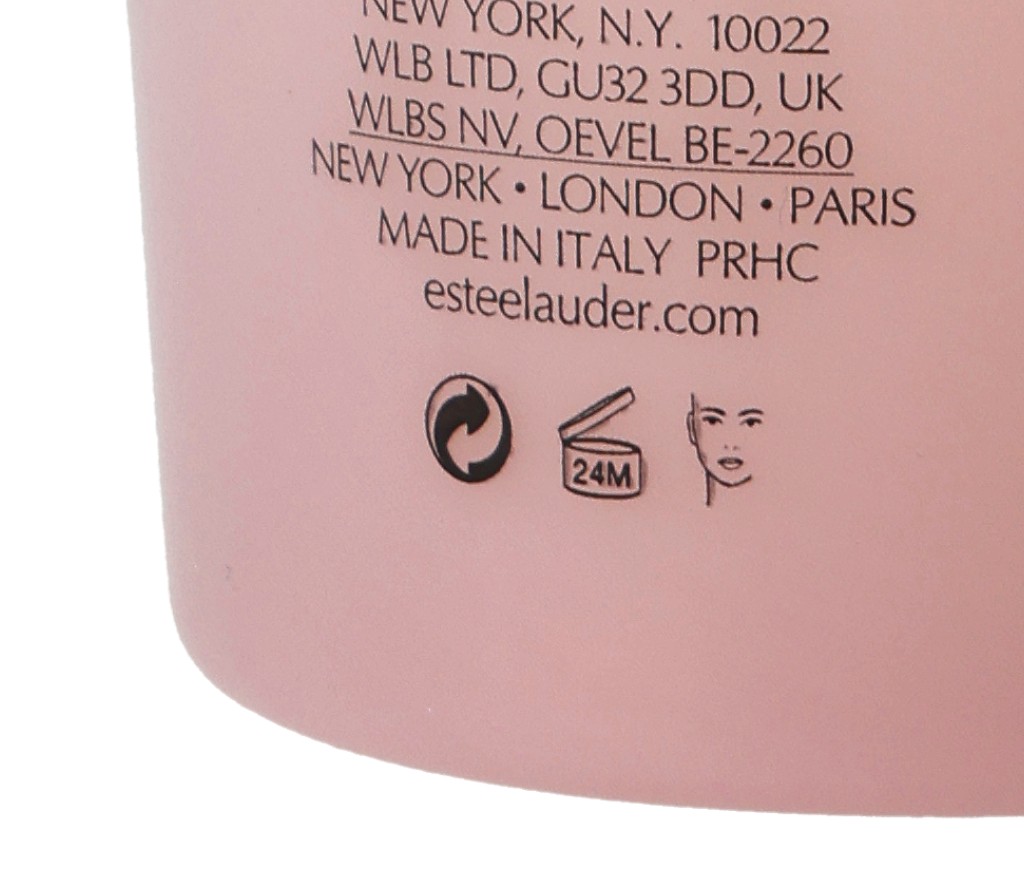 NEW YORK, N.Y. 10022
WLB LTD, GU32 3DD, UK
WLBS NV, OEVEL BE-2260
NEW YORK • LONDON • PARIS
MADE IN ITALY PRHC
esteelauder.com
24M